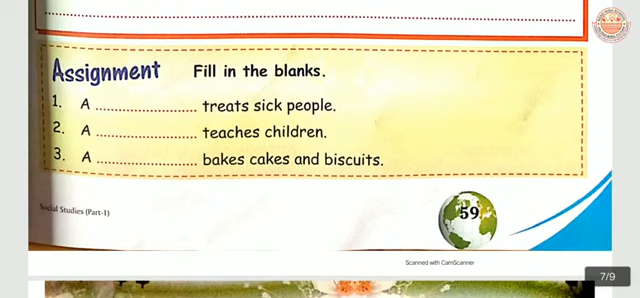 Assignment Fill in the blanks.
1. A .............................. treats sick people.
2. A .............................. teaches children.
3. A .............................. bakes cakes and biscuits.
Social Studies (Part-1)
59
Scanned with CamScanner
7/9